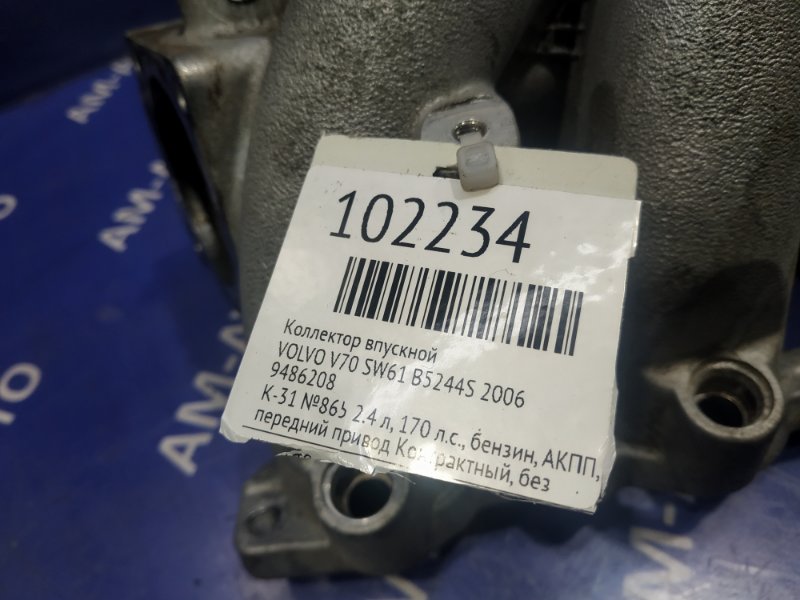 102234
Коллектор впускной
VOLVO V70 SW61 B5244S 2006
9486208
К-31 №865 2.4 л, 170 л.с., бензин, АКПП,
передний привод Контрактный, без